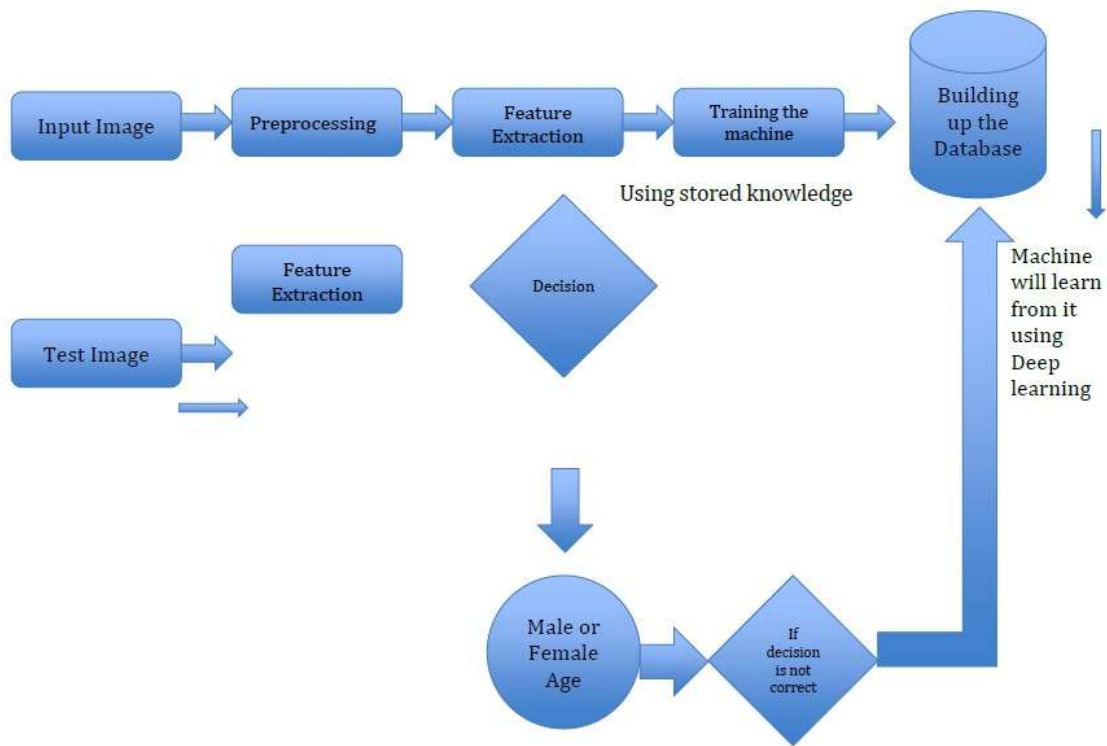 Input Image
Preprocessing
Feature
Extraction
Training the
machine
Building
up the
Database
Using stored knowledge
Feature
Extraction
Decision
Machine
will learn
from it
using
Deep
learning
Test Image
Male or
Female
Age
If
decision
is not
correct